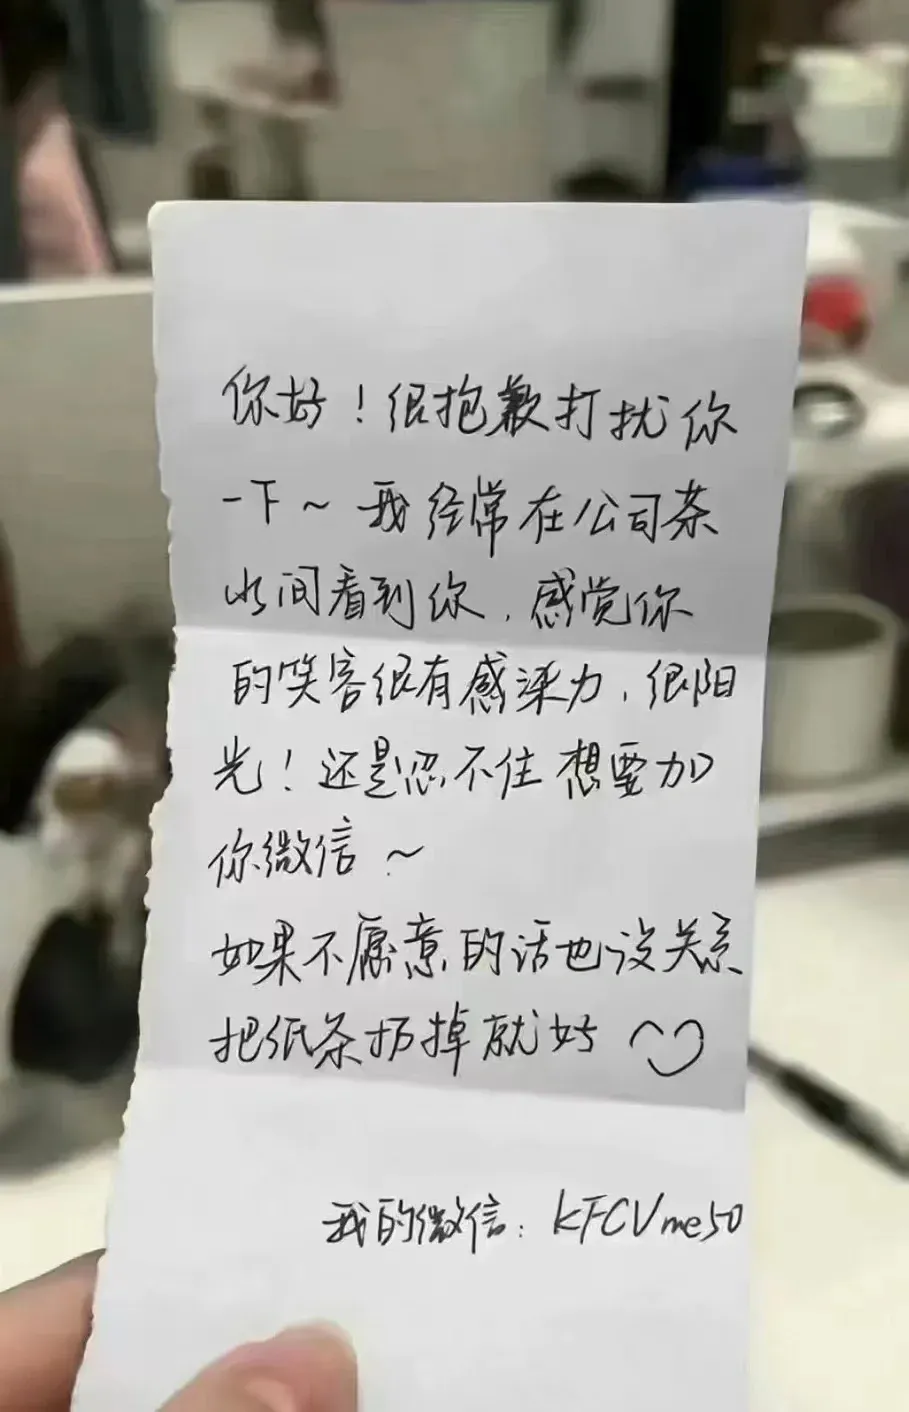 你好！很抱歉打扰你
一下～我经常在公司茶
水间看到你，感觉你
的笑容很有感染力，很阳
光！还是忍不住想要加
你微信～
如果不愿意的话也没关系
把纸条扔掉就好
我的微信：KFCVme50